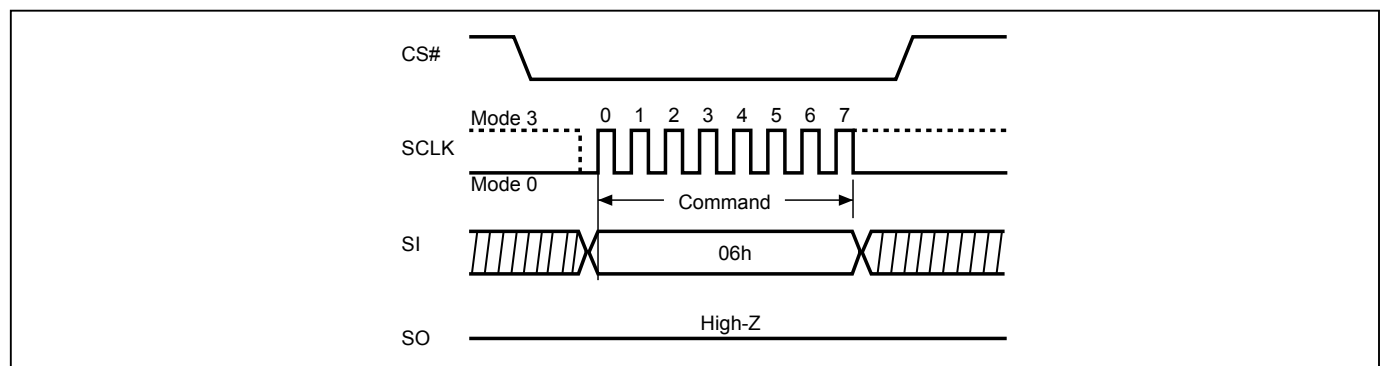 CS#
Mode 3
0 1 2 3 4 5 6 7
SCLK
Mode 0
Command
SI
06h
High-Z
SO